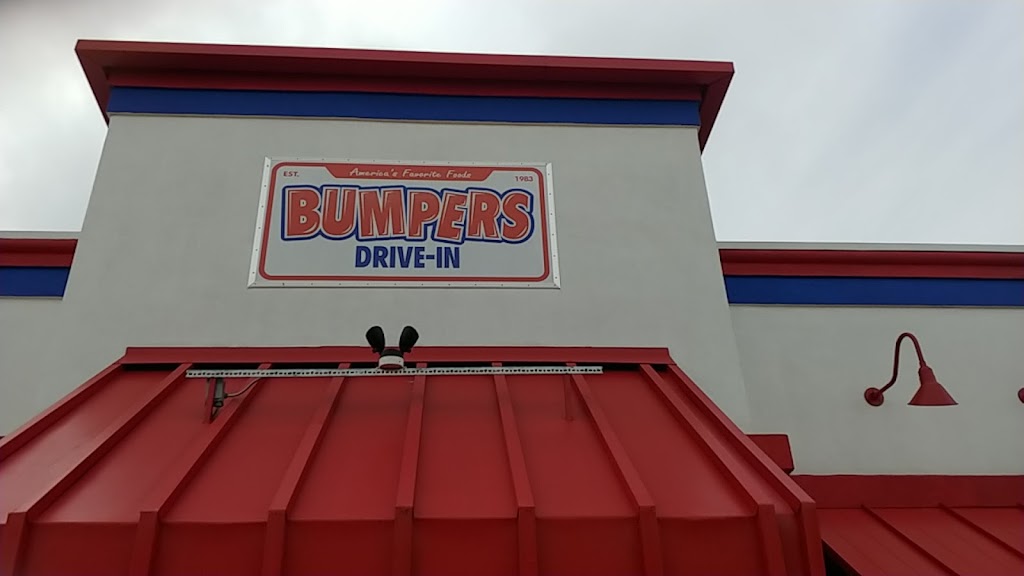 America's Favorite Foods
EST. 1983
BUMPERS
DRIVE-IN